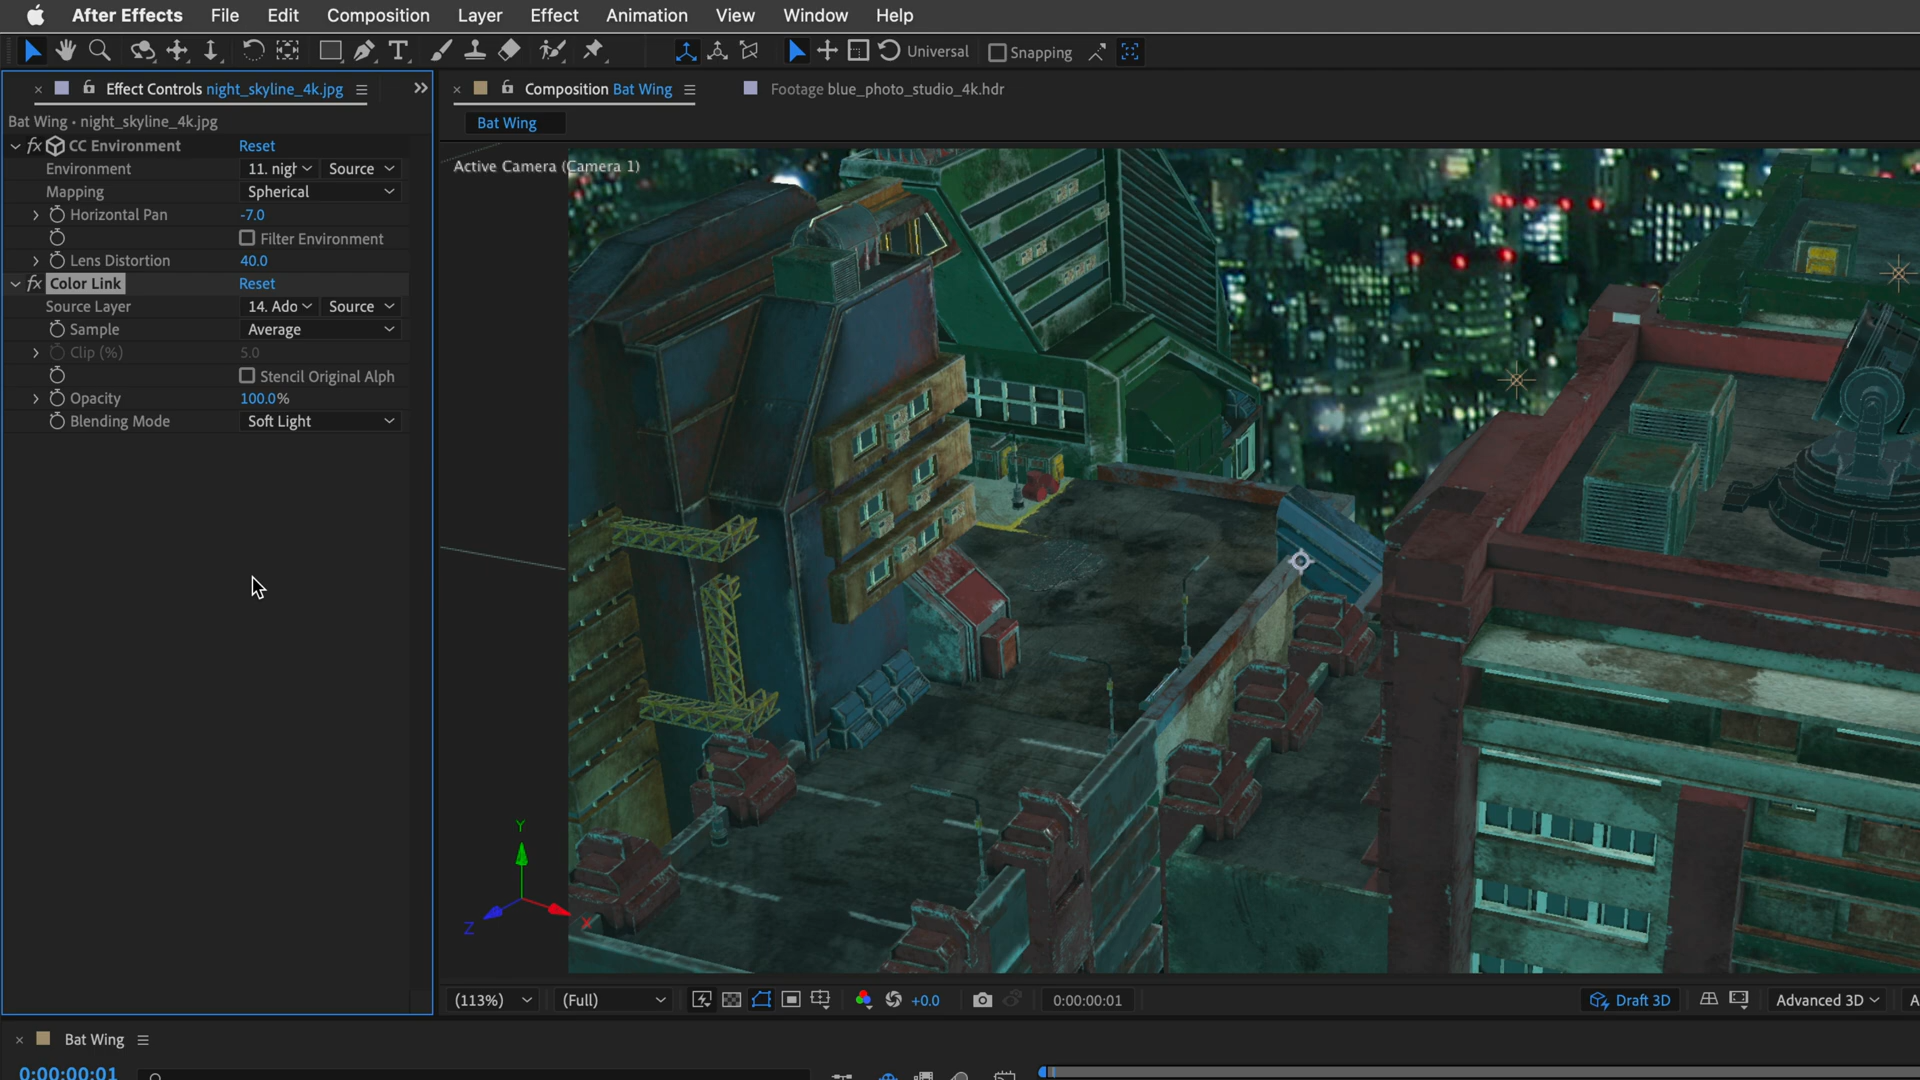 After Effects File Edit Composition Layer Effect Animation View Window Help
Universal Snapping
Effect Controls night_skyline_4k.jpg
Composition Bat Wing
Footage blue_photo_studio_4k.hdr
Bat Wing • night_skyline_4k.jpg
Bat Wing
fx CC Environment Reset
Active Camera (Camera 1)
Environment 11. nigh Source
Mapping Spherical
Horizontal Pan -7.0
Filter Environment
Lens Distortion 40.0
fx Color Link Reset
Source Layer 14. Ado Source
Sample Average
Clip (%) 5.0
Stencil Original Alph
Opacity 100.0%
Blending Mode Soft Light
Y
Z
X
(113%) (Full) +0.0 0:00:00:01 Draft 3D Advanced 3D
Bat Wing
0:00:00:01